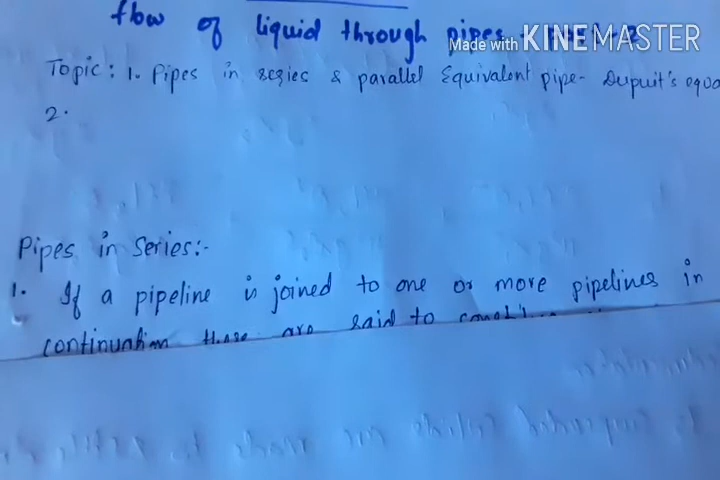 flow of liquid through pipes
Made with KINEMASTER
Topic: 1. Pipes in series & parallel Equivalent pipe- Dupuit's equa
2.
Pipes in Series:-
1. If a pipeline is joined to one or more pipelines in
continuation these are said to